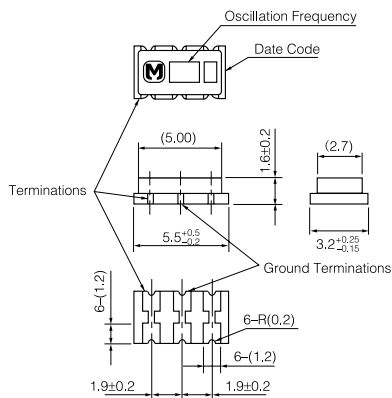 Oscillation Frequency
Date Code
M
(5.00)
1.6±0.2
(2.7)
Terminations
5.5+0.5−0.2
3.2+0.25−0.15
Ground Terminations
6–(1.2)
6–R(0.2)
6–(1.2)
1.9±0.2
1.9±0.2